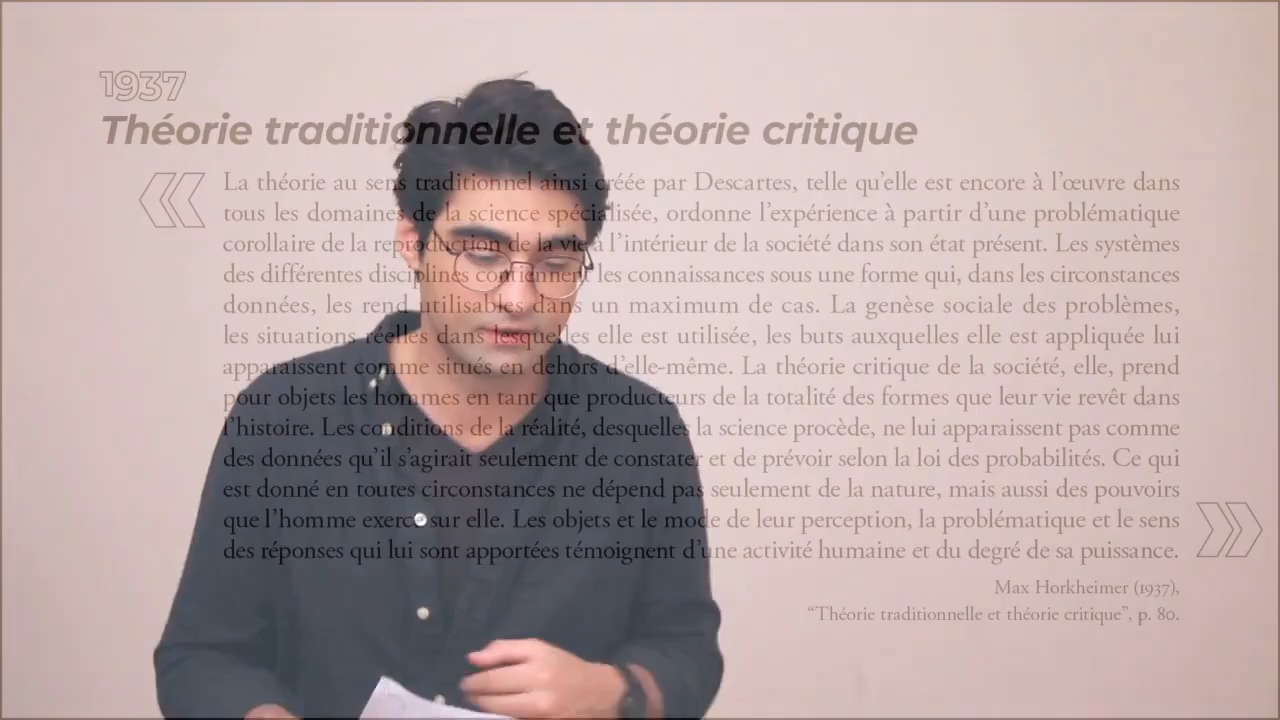 1937
Théorie traditionnelle et théorie critique
« La théorie au sens traditionnel ainsi créée par Descartes, telle qu’elle est encore à l’œuvre dans
tous les domaines de la science spécialisée, ordonne l’expérience à partir d’une problématique
corollaire de la reproduction de la vie à l’intérieur de la société dans son état présent. Les systèmes
des différentes disciplines contiennent les connaissances sous une forme qui, dans les circonstances
données, les rend utilisables dans un maximum de cas. La genèse sociale des problèmes,
les situations réelles dans lesquelles elle est utilisée, les buts auxquelles elle est appliquée lui
apparaissent comme situés en dehors d’elle-même. La théorie critique de la société, elle, prend
pour objets les hommes en tant que producteurs de la totalité des formes que leur vie revêt dans
l’histoire. Les conditions de la réalité, desquelles la science procède, ne lui apparaissent pas comme
des données qu’il s’agirait seulement de constater et de prévoir selon la loi des probabilités. Ce qui
est donné en toutes circonstances ne dépend pas seulement de la nature, mais aussi des pouvoirs
que l’homme exerce sur elle. Les objets et le mode de leur perception, la problématique et le sens
des réponses qui lui sont apportées témoignent d’une activité humaine et du degré de sa puissance. »
Max Horkheimer (1937),
“Théorie traditionnelle et théorie critique”, p. 80.